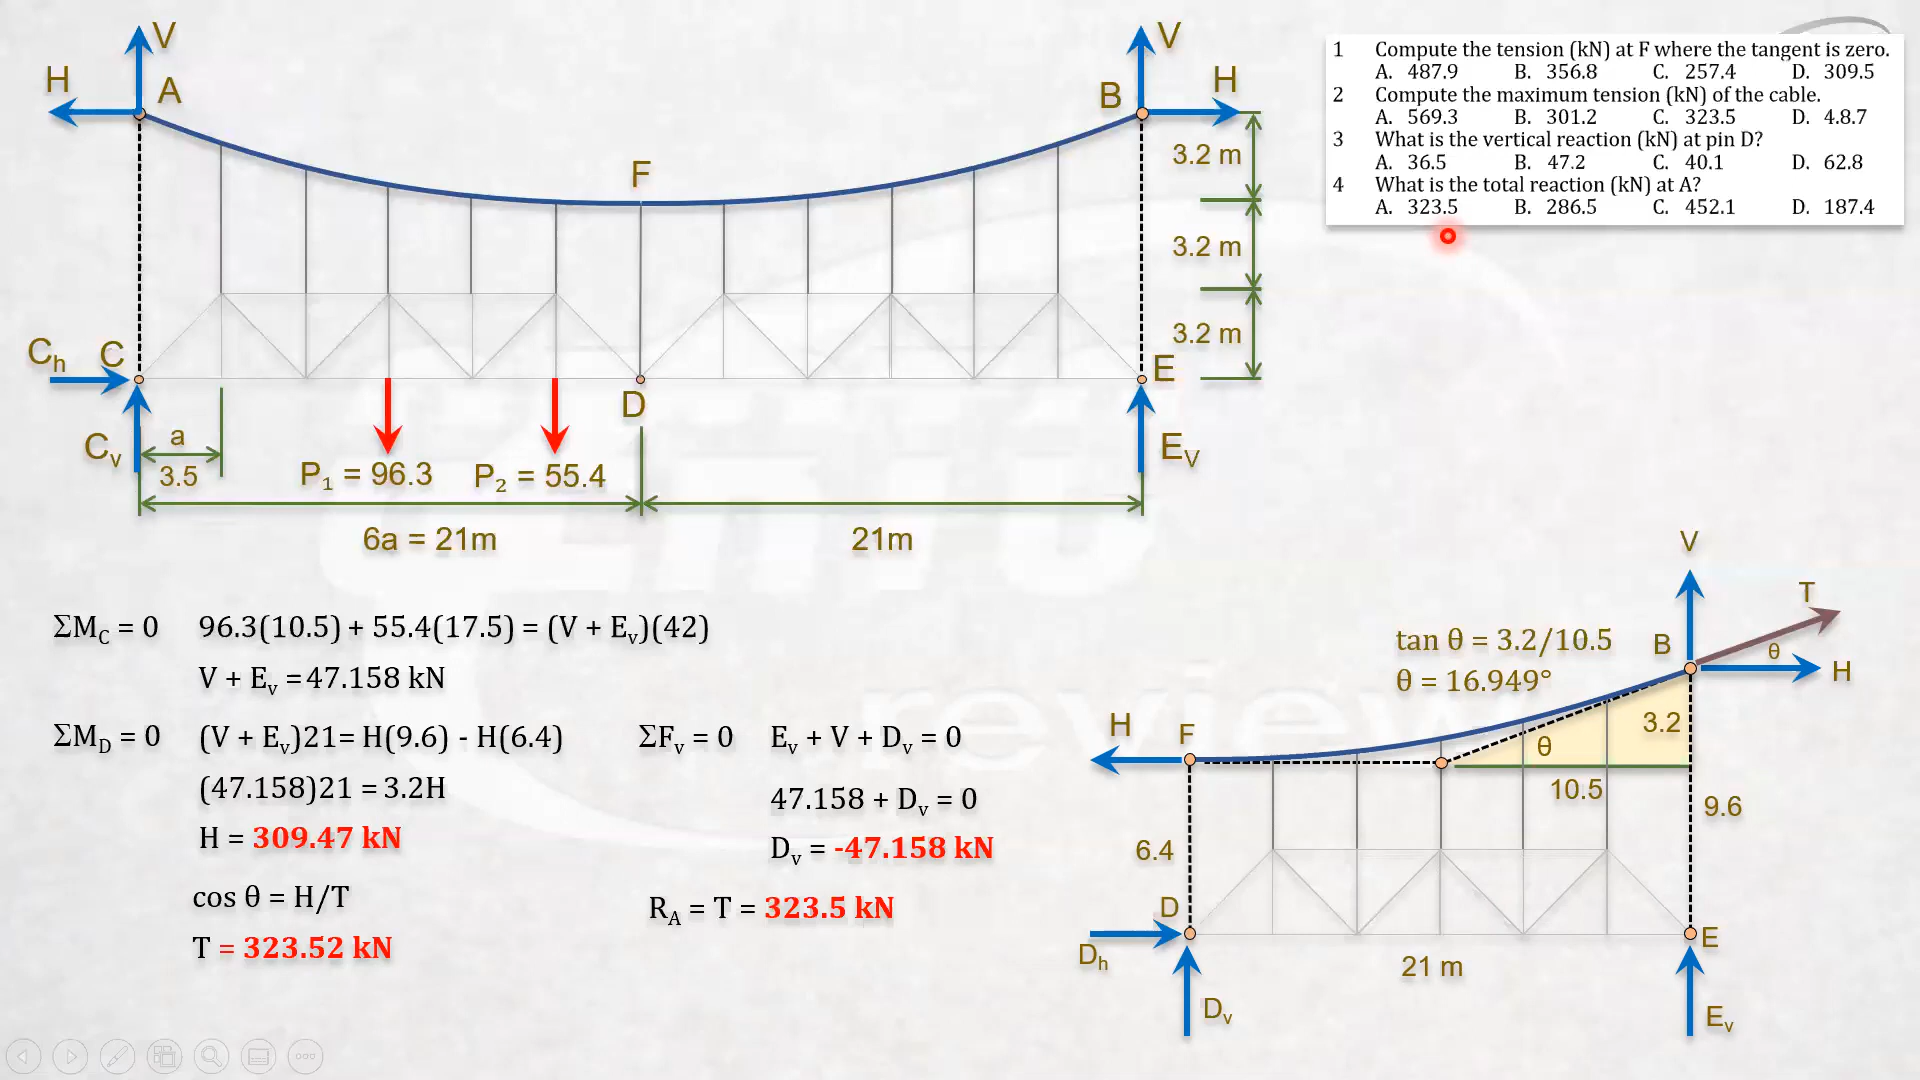 V
H
A
V
H
B
F
3.2 m
3.2 m
3.2 m
Cₕ
C
E
D
Cᵥ
a
3.5
P₁ = 96.3
P₂ = 55.4
E_V
6a = 21m
21m
1 Compute the tension (kN) at F where the tangent is zero.
A. 487.9 B. 356.8 C. 257.4 D. 309.5
2 Compute the maximum tension (kN) of the cable.
A. 569.3 B. 301.2 C. 323.5 D. 4.8.7
3 What is the vertical reaction (kN) at pin D?
A. 36.5 B. 47.2 C. 40.1 D. 62.8
4 What is the total reaction (kN) at A?
A. 323.5 B. 286.5 C. 452.1 D. 187.4
ΣM_C = 0 96.3(10.5) + 55.4(17.5) = (V + Eᵥ)(42)
V + Eᵥ = 47.158 kN
ΣM_D = 0 (V + Eᵥ)21= H(9.6) - H(6.4)
(47.158)21 = 3.2H
H = 309.47 kN
cos θ = H/T
T = 323.52 kN
ΣFᵥ = 0 Eᵥ + V + Dᵥ = 0
47.158 + Dᵥ = 0
Dᵥ = -47.158 kN
R_A = T = 323.5 kN
V
T
tan θ = 3.2/10.5
θ = 16.949°
B
θ
H
H
F
3.2
θ
10.5
9.6
6.4
D
Dₕ
E
21 m
Dᵥ
Eᵥ
review